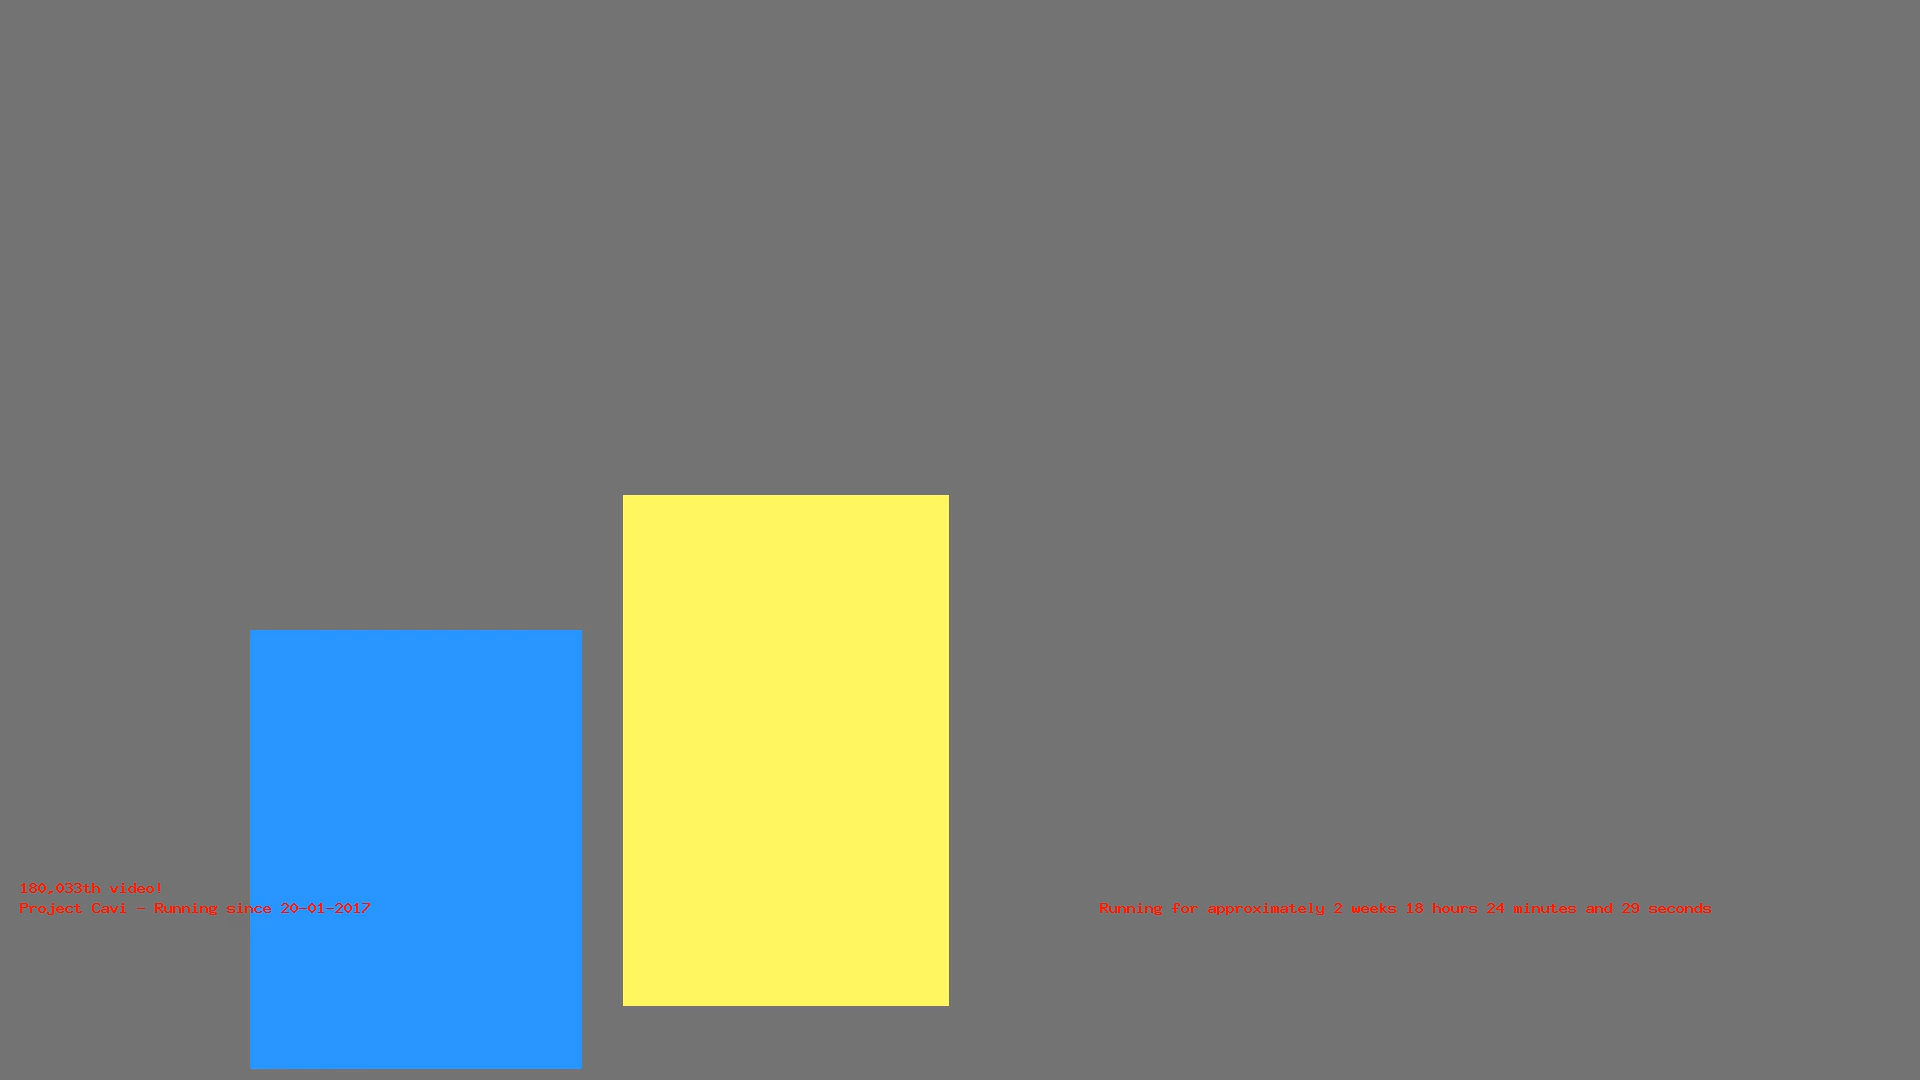 180,033th video!
Project Cavi - Running since 20-01-2017
Running for approximately 2 weeks 18 hours 24 minutes and 29 seconds